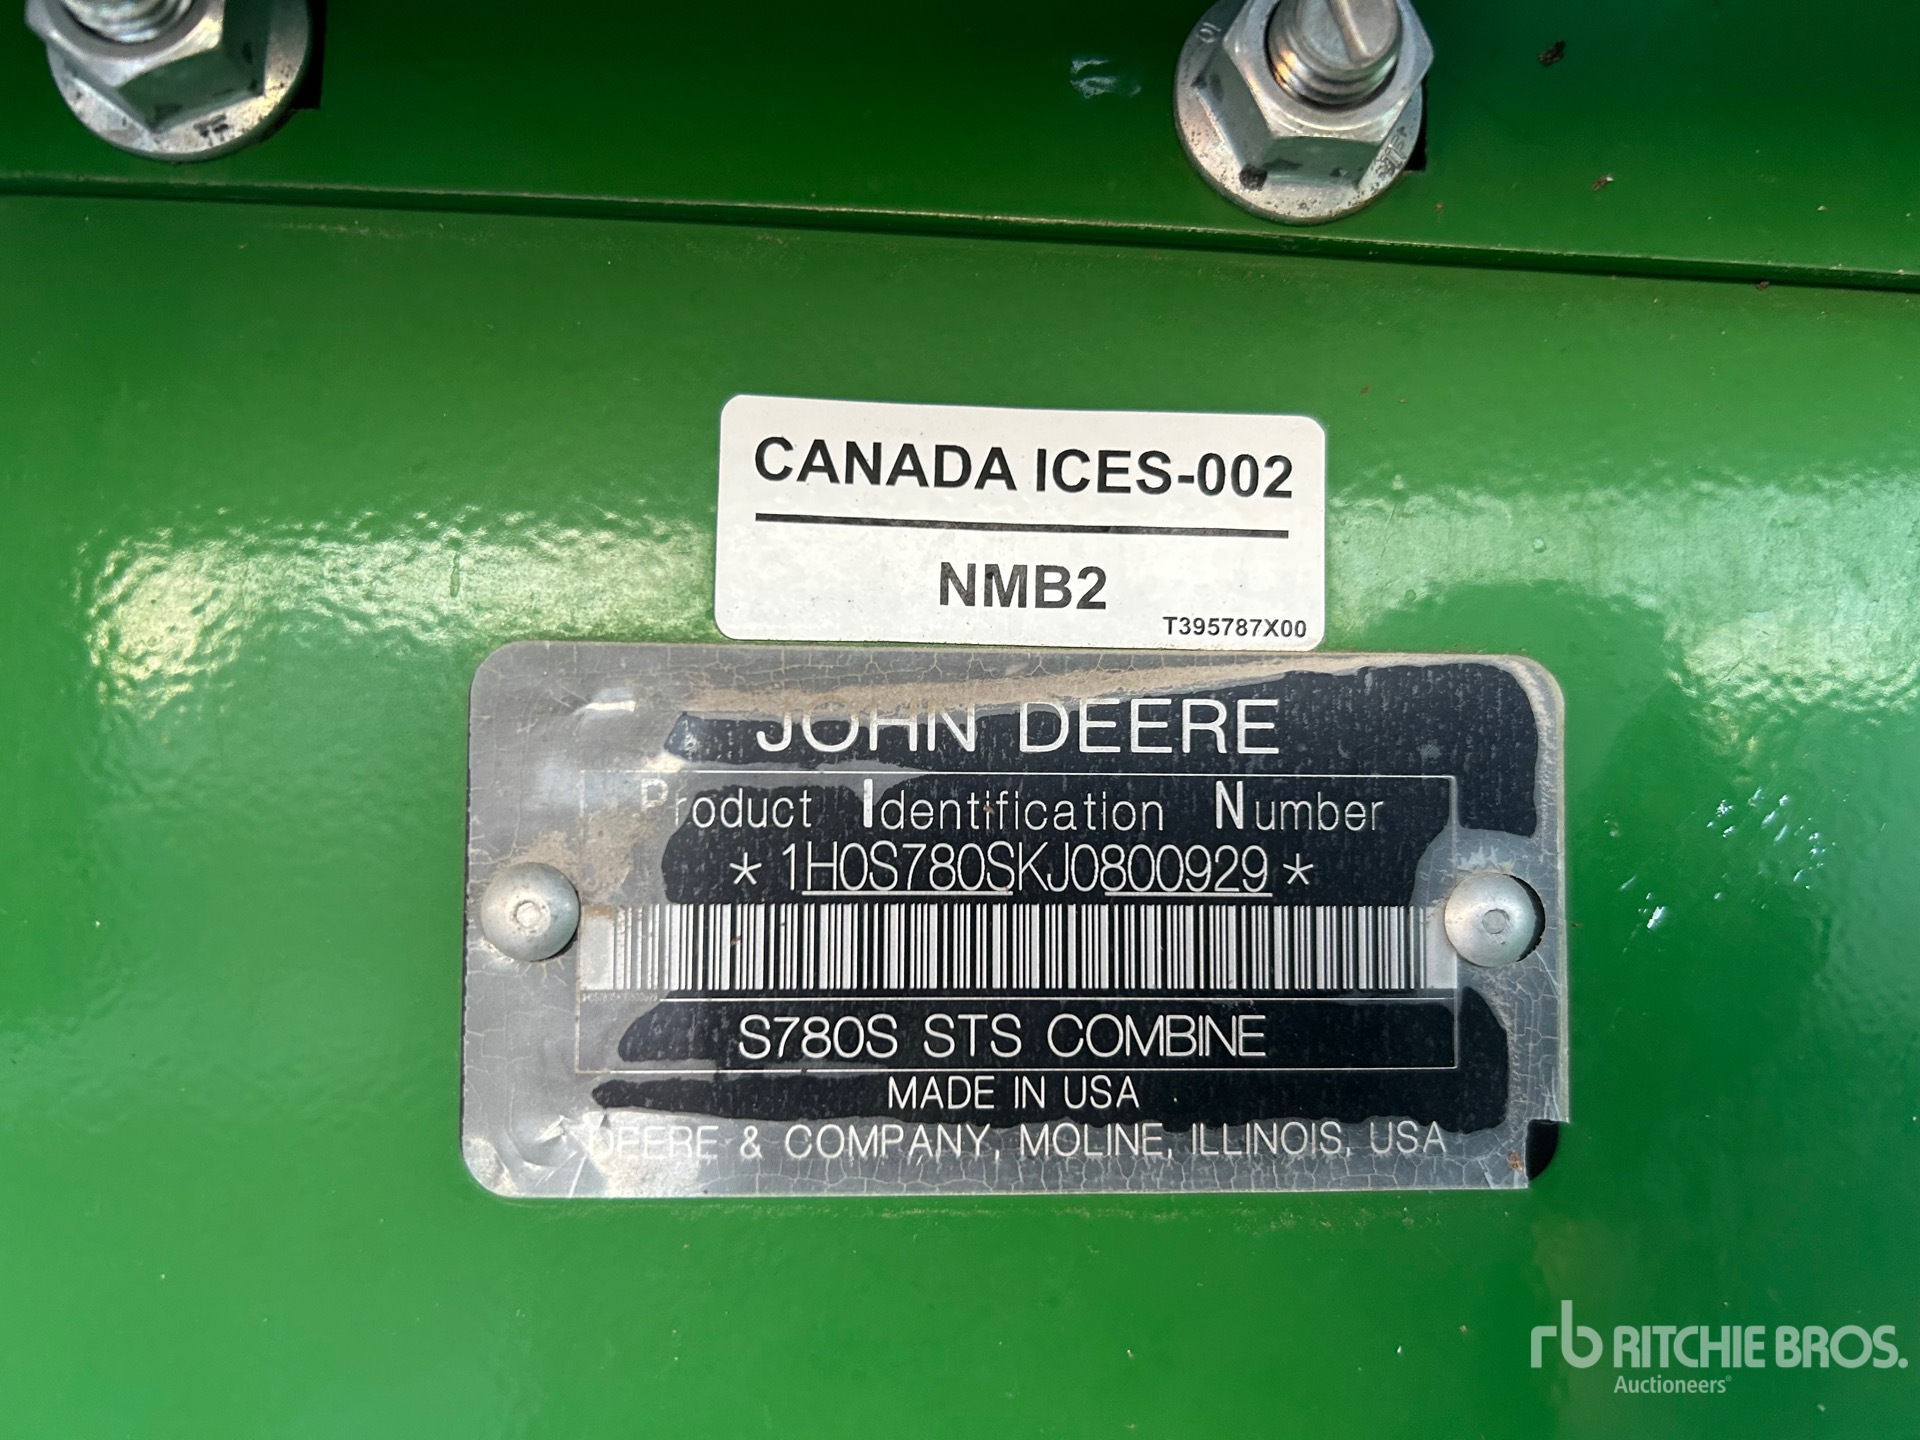 CANADA ICES-002
NMB2
T395787X00
JOHN DEERE
Product Identification Number
* 1H0S780SKJ0800929 *
S780S STS COMBINE
MADE IN USA
DEERE & COMPANY, MOLINE, ILLINOIS, USA
rb RITCHIE BROS.
Auctioneers